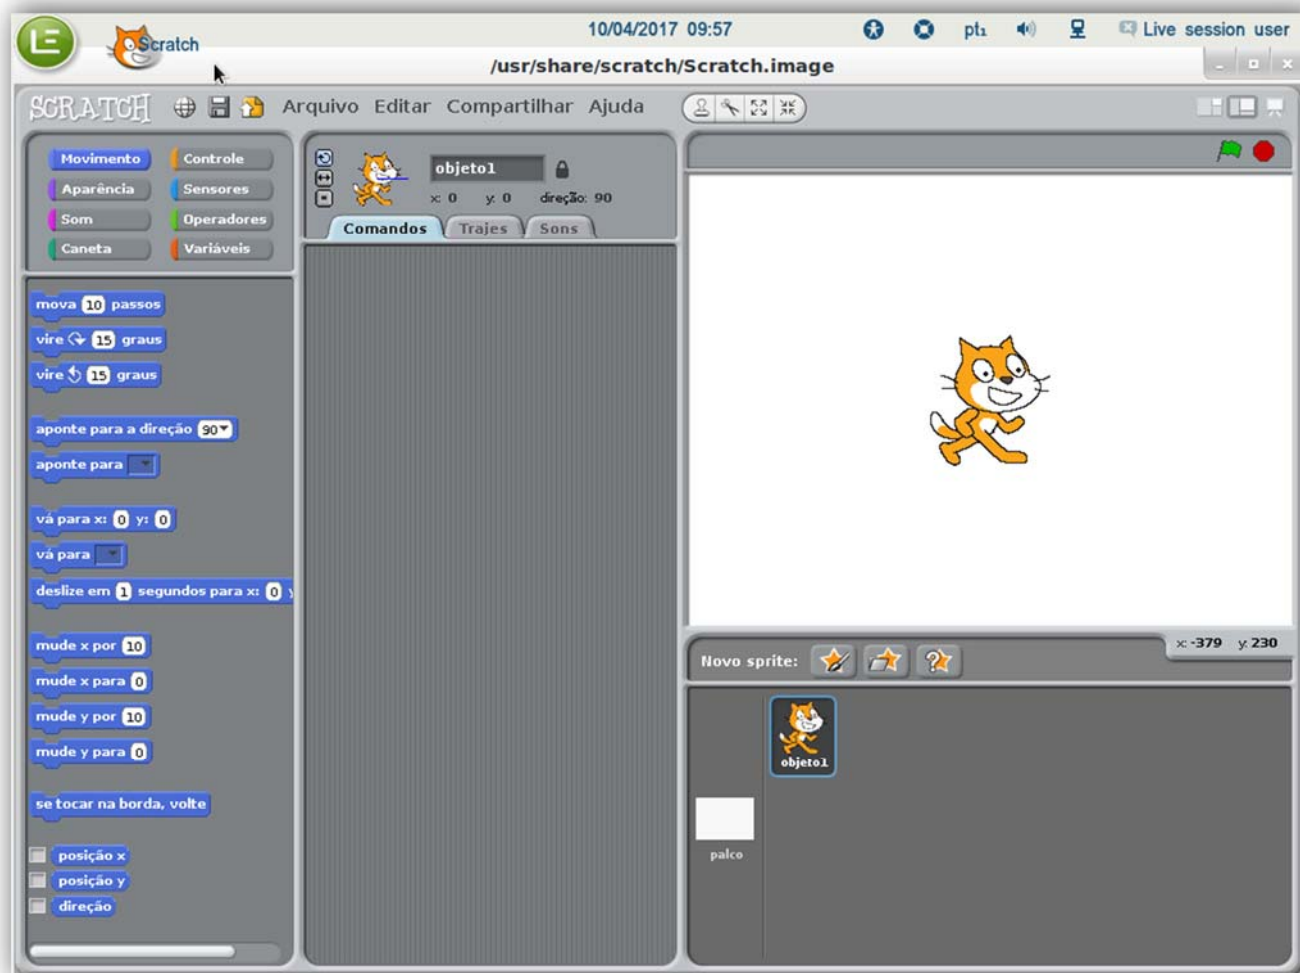 10/04/2017 09:57
pt₁
Live session user
Scratch
/usr/share/scratch/Scratch.image
SCRATCH
Arquivo Editar Compartilhar Ajuda
Movimento Controle
Aparência Sensores
Som Operadores
Caneta Variáveis
objeto1
x: 0 y: 0 direção: 90
Comandos Trajes Sons
mova 10 passos
vire 15 graus
vire 15 graus
aponte para a direção 90
aponte para
vá para x: 0 y: 0
vá para
deslize em 1 segundos para x: 0 y
mude x por 10
mude x para 0
mude y por 10
mude y para 0
se tocar na borda, volte
posição x
posição y
direção
x: -379 y: 230
Novo sprite:
objeto1
palco